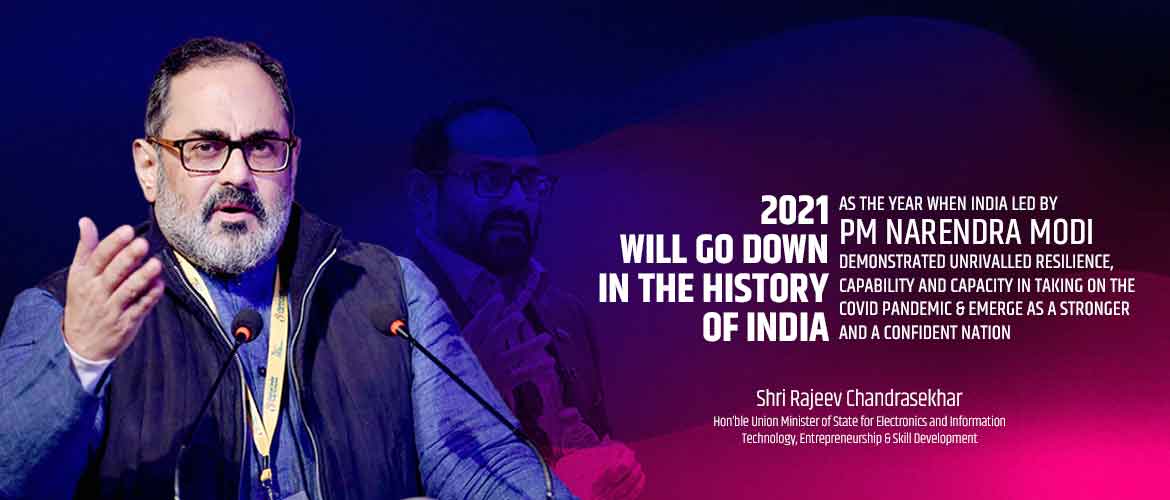 2021
WILL GO DOWN
IN THE HISTORY
OF INDIA
AS THE YEAR WHEN INDIA LED BY
PM NARENDRA MODI
DEMONSTRATED UNRIVALLED RESILIENCE,
CAPABILITY AND CAPACITY IN TAKING ON THE
COVID PANDEMIC & EMERGE AS A STRONGER
AND A CONFIDENT NATION
Shri Rajeev Chandrasekhar
Hon'ble Union Minister of State for Electronics and Information
Technology, Entrepreneurship & Skill Development